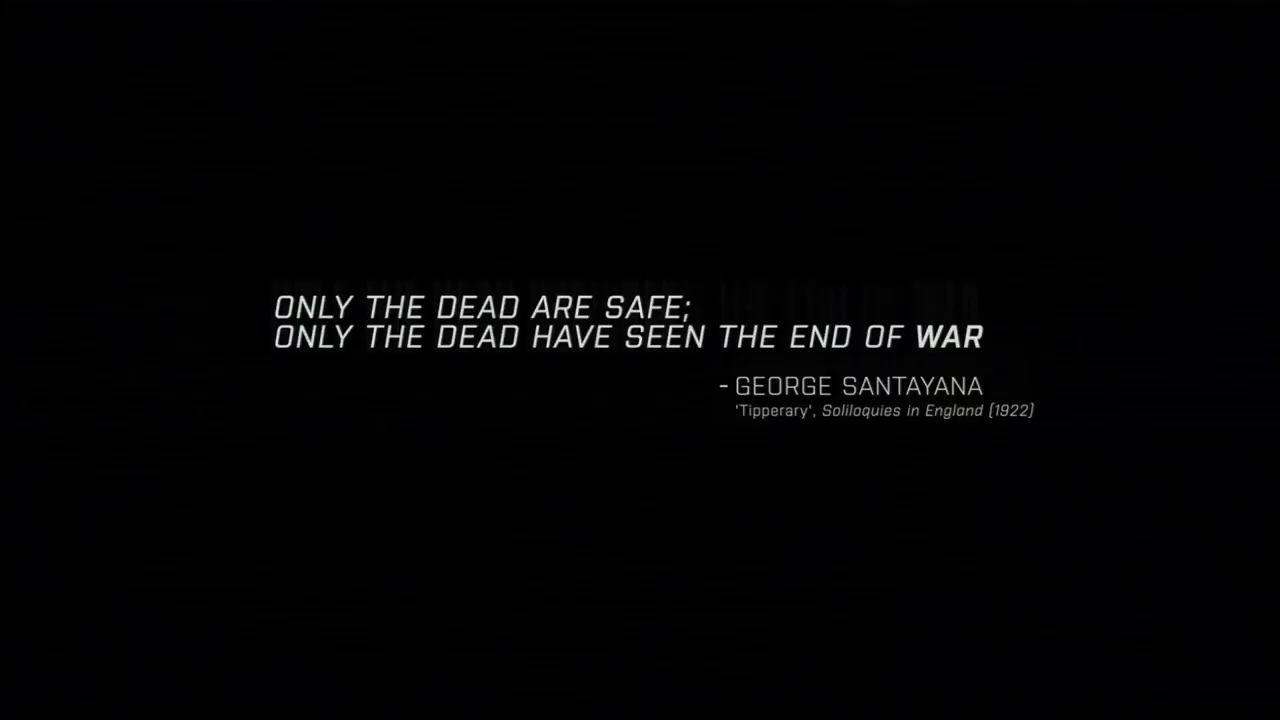 ONLY THE DEAD ARE SAFE;
ONLY THE DEAD HAVE SEEN THE END OF WAR
- GEORGE SANTAYANA
'Tipperary', Soliloquies in England (1922)